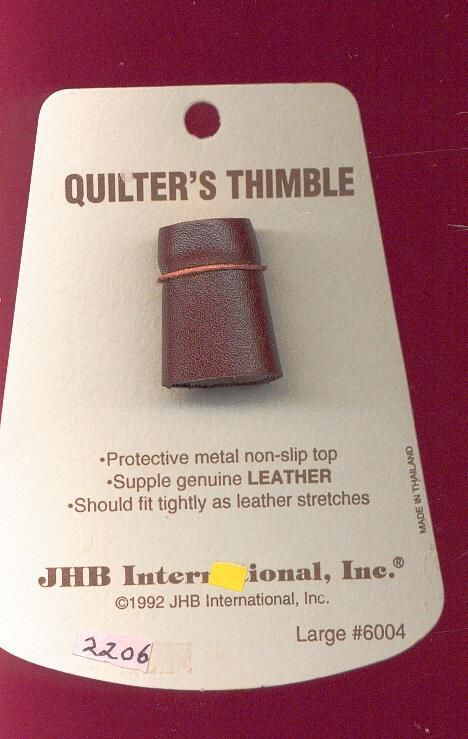 QUILTER'S THIMBLE
•Protective metal non-slip top
•Supple genuine LEATHER
•Should fit tightly as leather stretches
MADE IN THAILAND
JHB Intern ional, Inc.®
©1992 JHB International, Inc.
Large #6004
2206